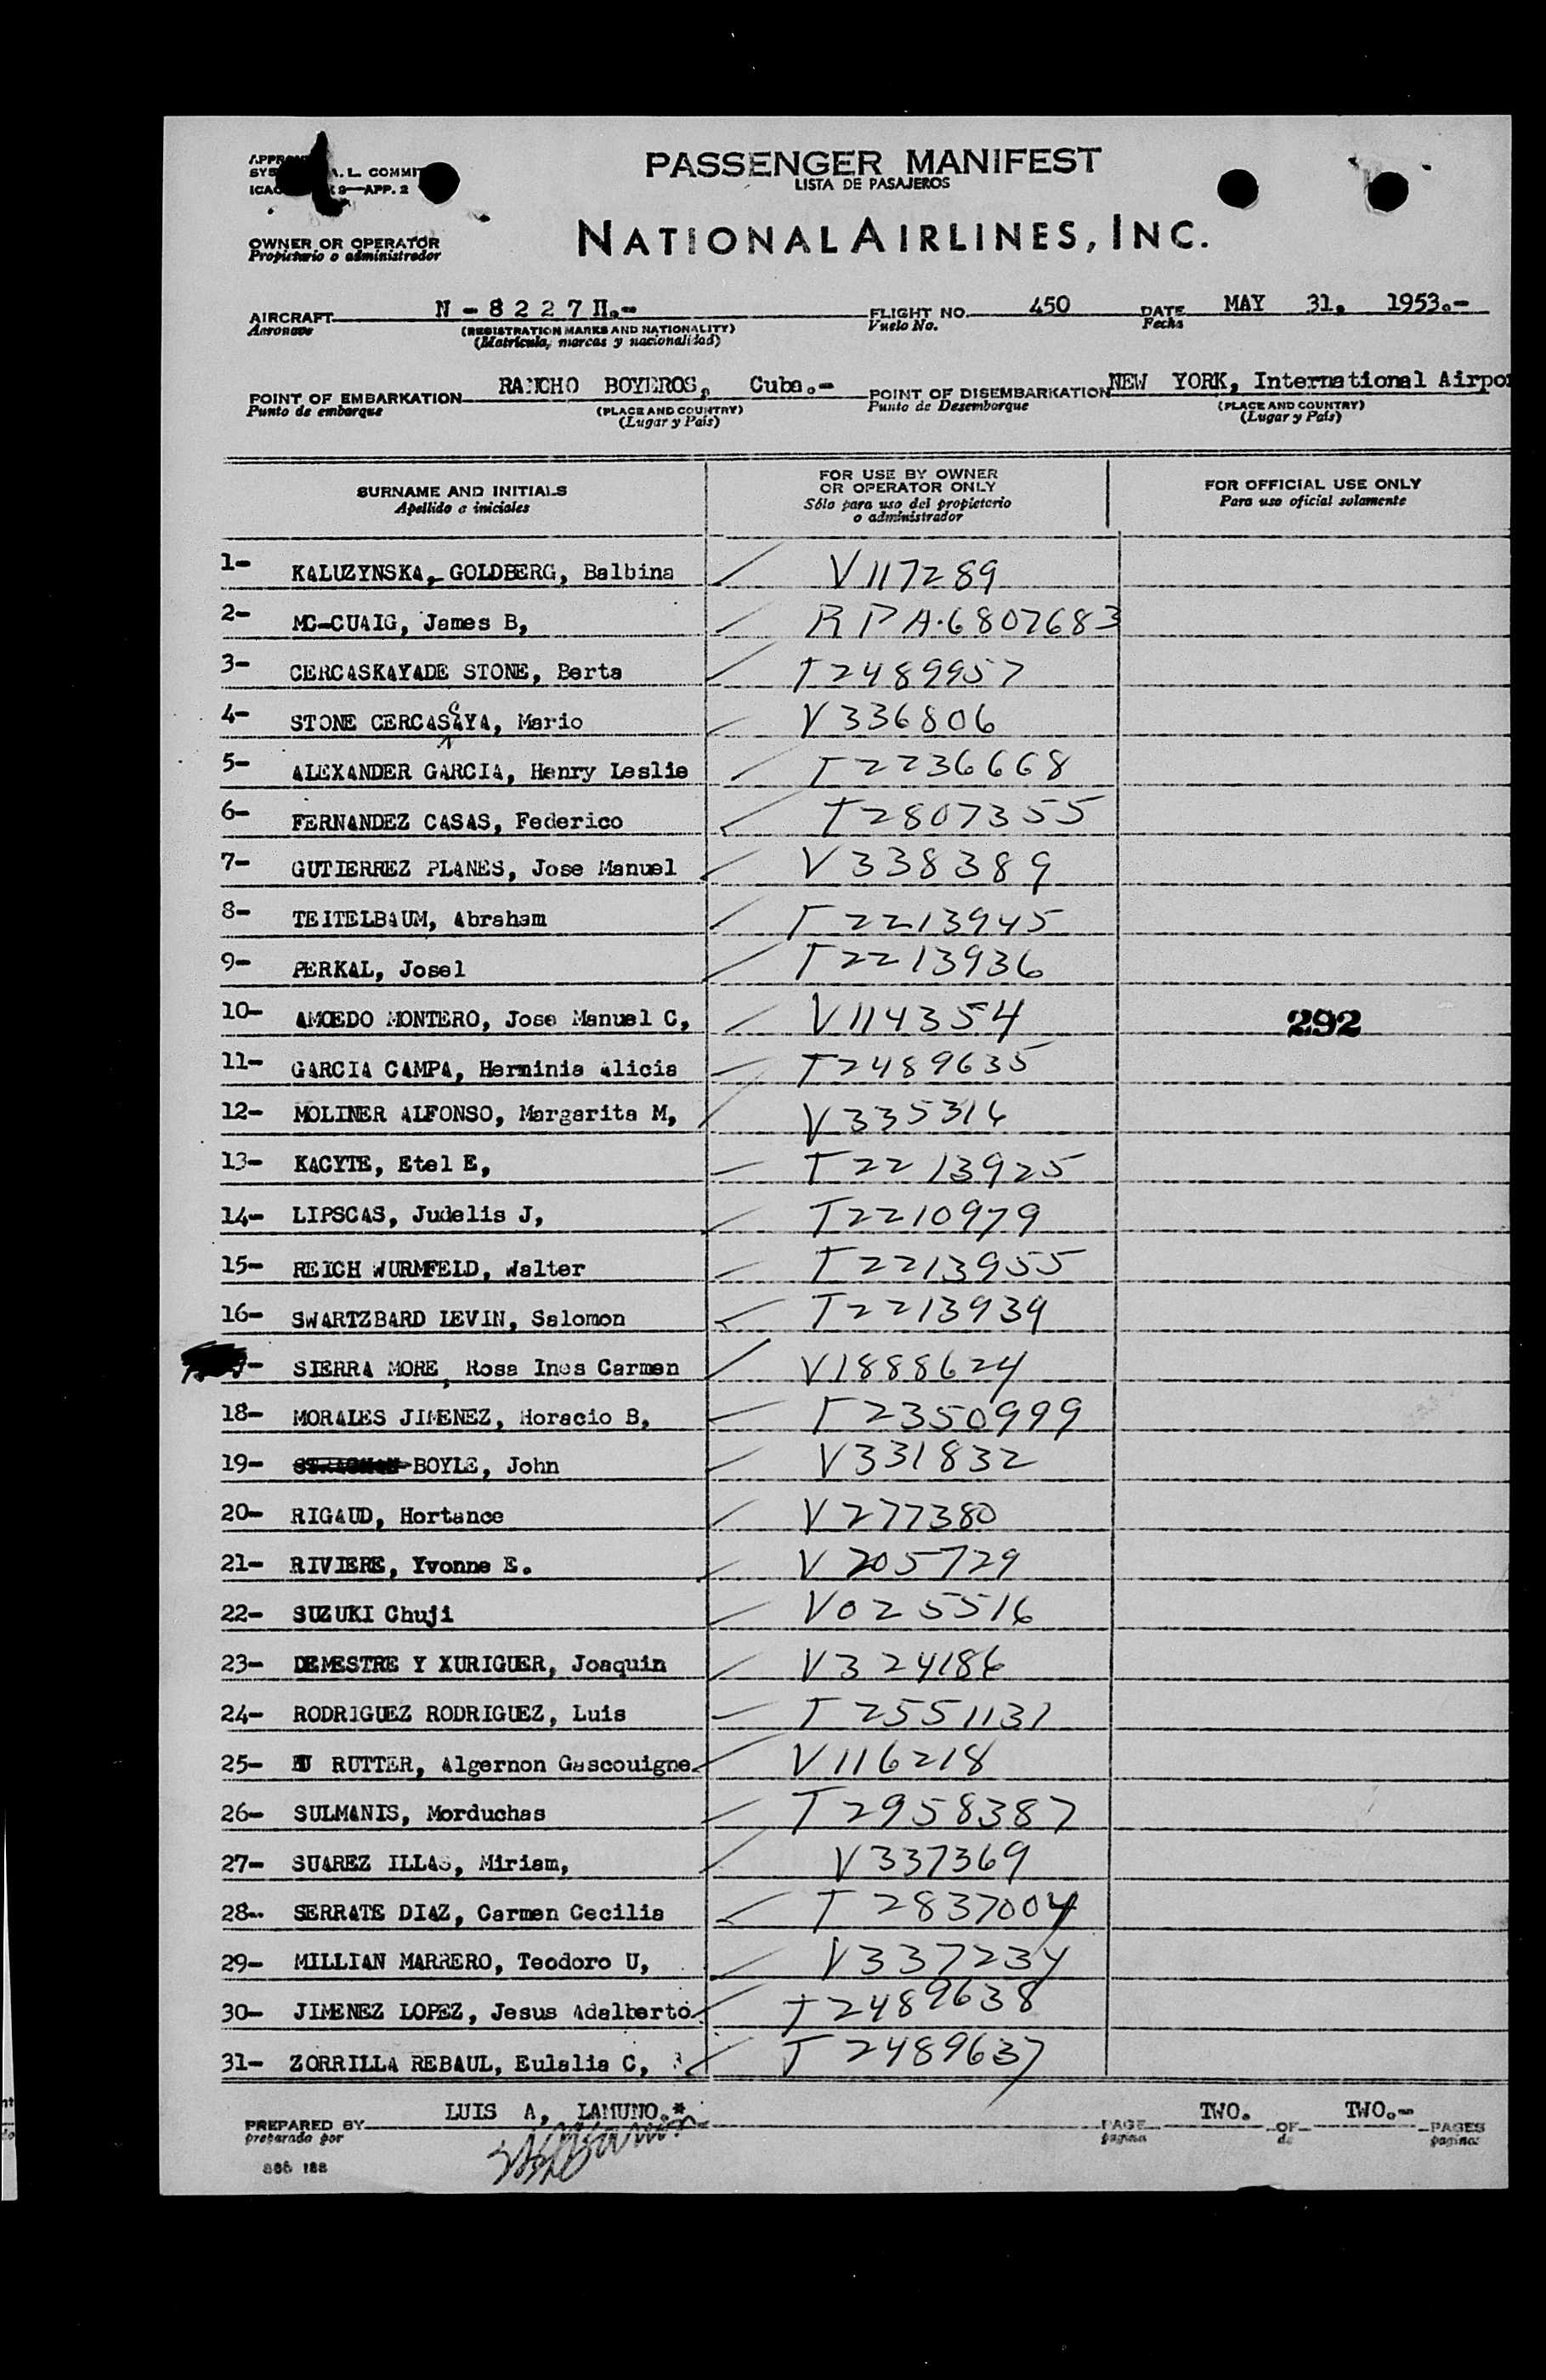 PASSENGER MANIFEST
LISTA DE PASAJEROS
A. L. COMMIT
9—APP. 2
OWNER OR OPERATOR
Propietario o administrador
NATIONAL AIRLINES, INC.
AIRCRAFT N - 8 2 2 7 H.- FLIGHT NO. 450 DATE MAY 31, 1953.-
Aeronave (REGISTRATION MARKS AND NATIONALITY) Vuelo No. Fecha
(Matrícula, marcas y nacionalidad)
POINT OF EMBARKATION RANCHO BOYEROS, Cuba.- POINT OF DISEMBARKATION NEW YORK, International Airpo
Punto de embarque (PLACE AND COUNTRY) Punto de Desembarque (PLACE AND COUNTRY)
(Lugar y País) (Lugar y País)
SURNAME AND INITIALS
Apellido e iniciales
FOR USE BY OWNER
OR OPERATOR ONLY
Sólo para uso del propietario
o administrador
FOR OFFICIAL USE ONLY
Para uso oficial solamente
1- KALUZYNSKA, GOLDBERG, Balbina V117289
2- MC-CUAIG, James B, RPA.6807683
3- CERCASKAYADE STONE, Berta T2489957
4- STONE CERCASCAYA, Mario V336806
5- ALEXANDER GARCIA, Henry Leslie T2236668
6- FERNANDEZ CASAS, Federico T2807355
7- GUTIERREZ PLANES, Jose Manuel V338389
8- TEITELBAUM, Abraham T2213945
9- PERKAL, Josel T2213936
10- AMOEDO MONTERO, Jose Manuel C, V114354 292
11- GARCIA CAMPA, Herminia Alicia T2489635
12- MOLINER ALFONSO, Margarita M, V335316
13- KACYTE, Etel E, T2213925
14- LIPSCAS, Judelis J, T2210979
15- REICH WURMFELD, Walter T2213955
16- SWARTZBARD LEVIN, Salomon T2213939
SIERRA MORE, Rosa Ines Carmen V1888624
18- MORALES JIMENEZ, Horacio B, T2350999
19- BOYLE, John V331832
20- RIGAUD, Hortance V277380
21- RIVIERE, Yvonne E. V205729
22- SUZUKI Chuji V025516
23- DEMESTRE Y XURIGUER, Joaquin V324186
24- RODRIGUEZ RODRIGUEZ, Luis T2551131
25- RUTTER, Algernon Gascouigne V116218
26- SULMANIS, Morduchas T2958387
27- SUAREZ ILLAS, Miriam, V337369
28- SERRATE DIAZ, Carmen Cecilia T2837004
29- MILLIAN MARRERO, Teodoro U, V337234
30- JIMENEZ LOPEZ, Jesus Adalberto T2489638
31- ZORRILLA REBAUL, Eulalia C, T2489637
PREPARED BY LUIS A, LAMUNO.* PAGE TWO. OF TWO.- PAGES
preparado por página de páginas